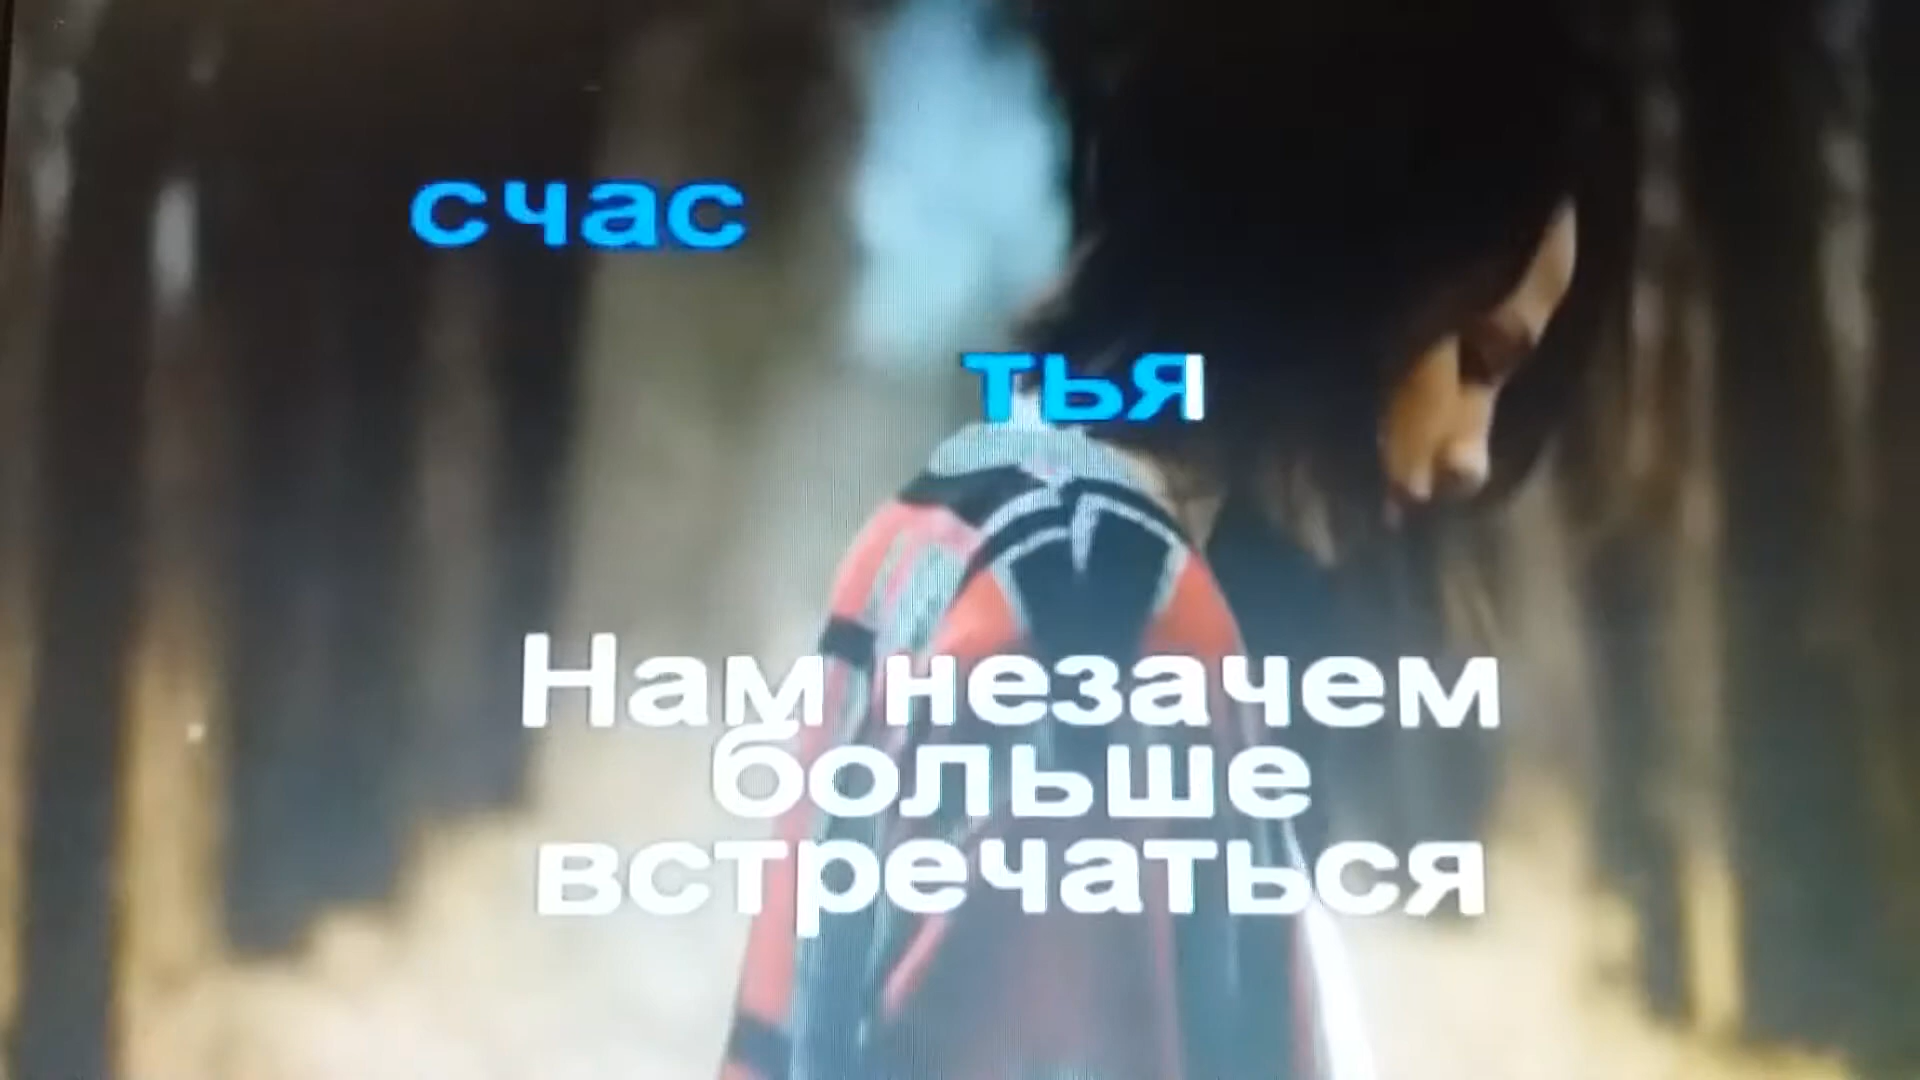 счас
тья
Нам незачем
больше
встречаться